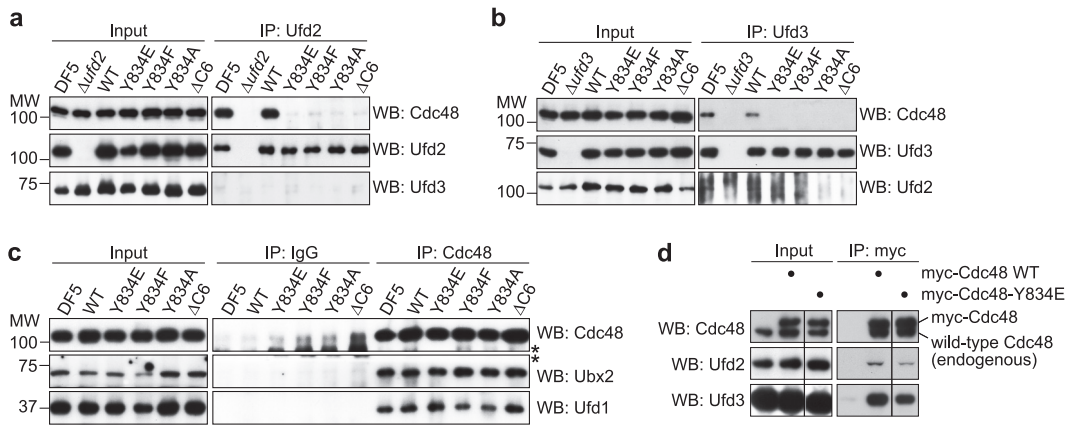 a
Input
IP: Ufd2
DF5 Δufd2 WT Y834E Y834F Y834A ΔC6
DF5 Δufd2 WT Y834E Y834F Y834A ΔC6
MW
100
WB: Cdc48
100
WB: Ufd2
75
WB: Ufd3
b
Input
IP: Ufd3
DF5 Δufd3 WT Y834E Y834F Y834A ΔC6
DF5 Δufd3 WT Y834E Y834F Y834A ΔC6
MW
100
WB: Cdc48
75
WB: Ufd3
100
WB: Ufd2
c
Input
IP: IgG
IP: Cdc48
DF5 WT Y834E Y834F Y834A ΔC6
DF5 WT Y834E Y834F Y834A ΔC6
DF5 WT Y834E Y834F Y834A ΔC6
MW
100
WB: Cdc48
*
*
75
WB: Ubx2
37
WB: Ufd1
d
Input
IP: myc
• • myc-Cdc48 WT
• • myc-Cdc48-Y834E
WB: Cdc48
myc-Cdc48
wild-type Cdc48
(endogenous)
WB: Ufd2
WB: Ufd3